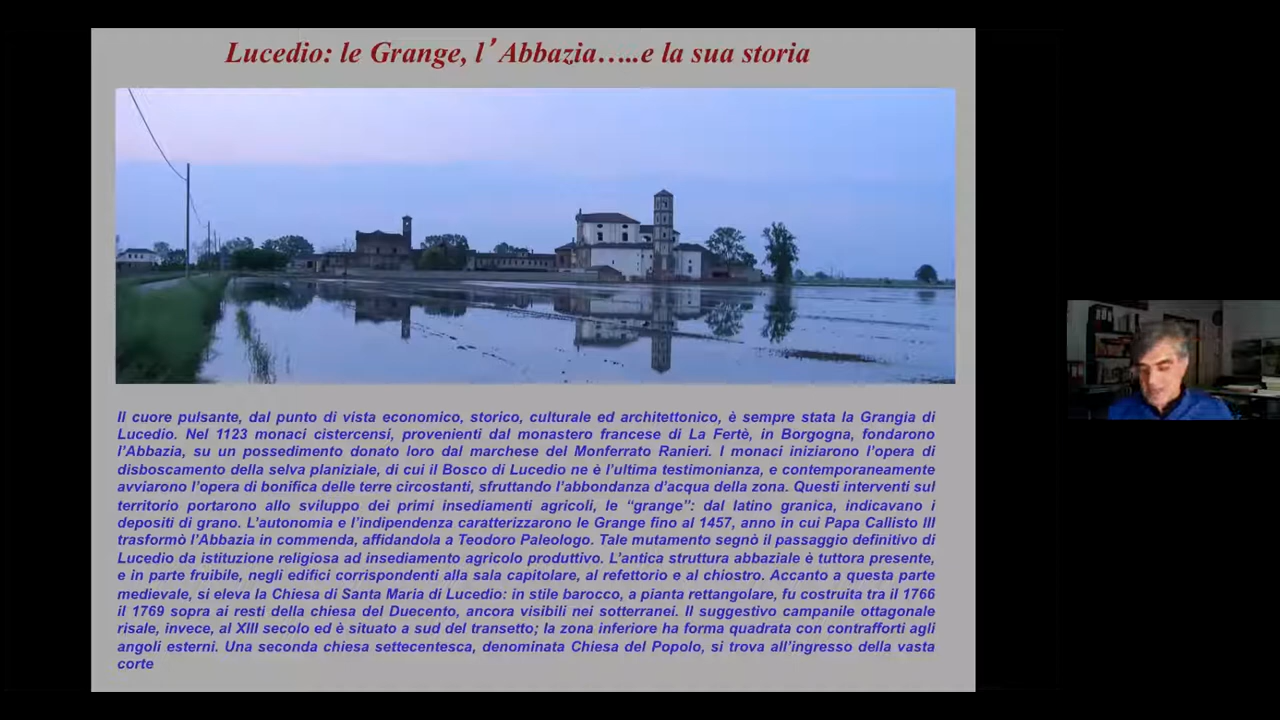 Lucedio: le Grange, l’Abbazia…..e la sua storia
Il cuore pulsante, dal punto di vista economico, storico, culturale ed architettonico, è sempre stata la Grangia di
Lucedio. Nel 1123 monaci cistercensi, provenienti dal monastero francese di La Fertè, in Borgogna, fondarono
l’Abbazia, su un possedimento donato loro dal marchese del Monferrato Ranieri. I monaci iniziarono l’opera di
disboscamento della selva planiziale, di cui il Bosco di Lucedio ne è l’ultima testimonianza, e contemporaneamente
avviarono l’opera di bonifica delle terre circostanti, sfruttando l’abbondanza d’acqua della zona. Questi interventi sul
territorio portarono allo sviluppo dei primi insediamenti agricoli, le “grange”: dal latino granica, indicavano i
depositi di grano. L’autonomia e l’indipendenza caratterizzarono le Grange fino al 1457, anno in cui Papa Callisto III
trasformò l’Abbazia in commenda, affidandola a Teodoro Paleologo. Tale mutamento segnò il passaggio definitivo di
Lucedio da istituzione religiosa ad insediamento agricolo produttivo. L’antica struttura abbaziale è tuttora presente,
e in parte fruibile, negli edifici corrispondenti alla sala capitolare, al refettorio e al chiostro. Accanto a questa parte
medievale, si eleva la Chiesa di Santa Maria di Lucedio: in stile barocco, a pianta rettangolare, fu costruita tra il 1766
il 1769 sopra ai resti della chiesa del Duecento, ancora visibili nei sotterranei. Il suggestivo campanile ottagonale
risale, invece, al XIII secolo ed è situato a sud del transetto; la zona inferiore ha forma quadrata con contrafforti agli
angoli esterni. Una seconda chiesa settecentesca, denominata Chiesa del Popolo, si trova all’ingresso della vasta
corte